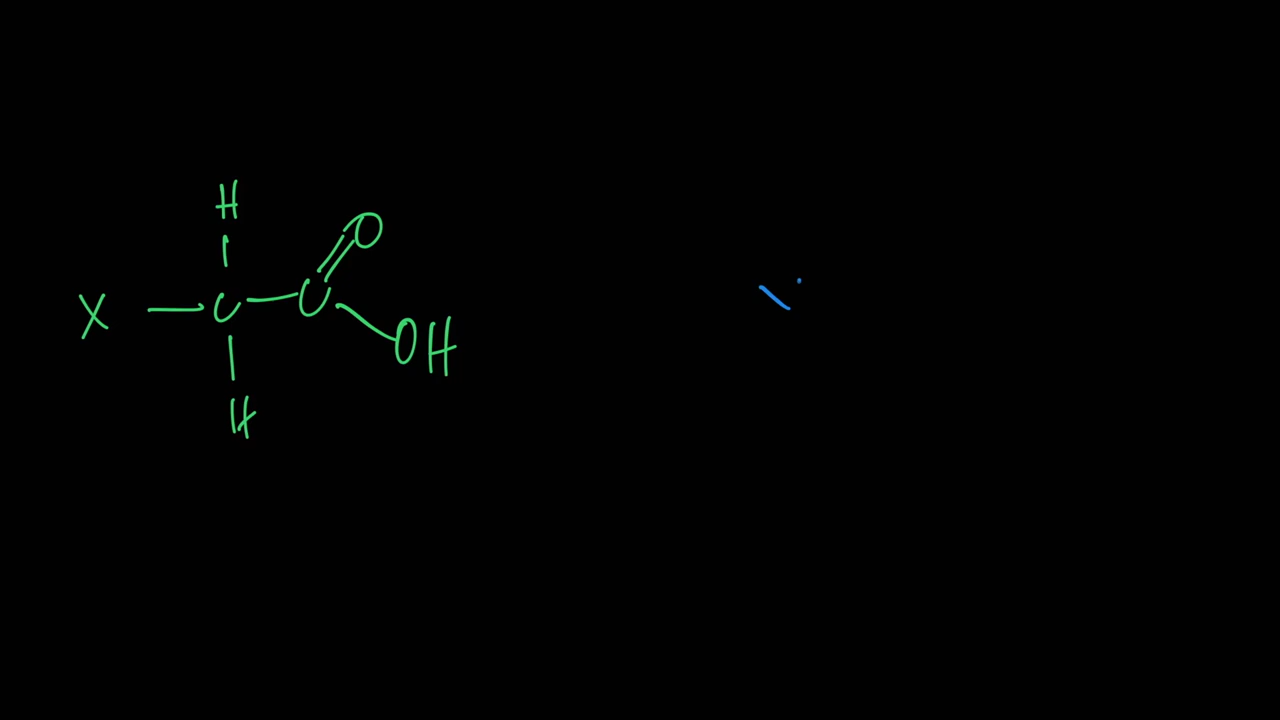 H
O
X — C — C
OH
H